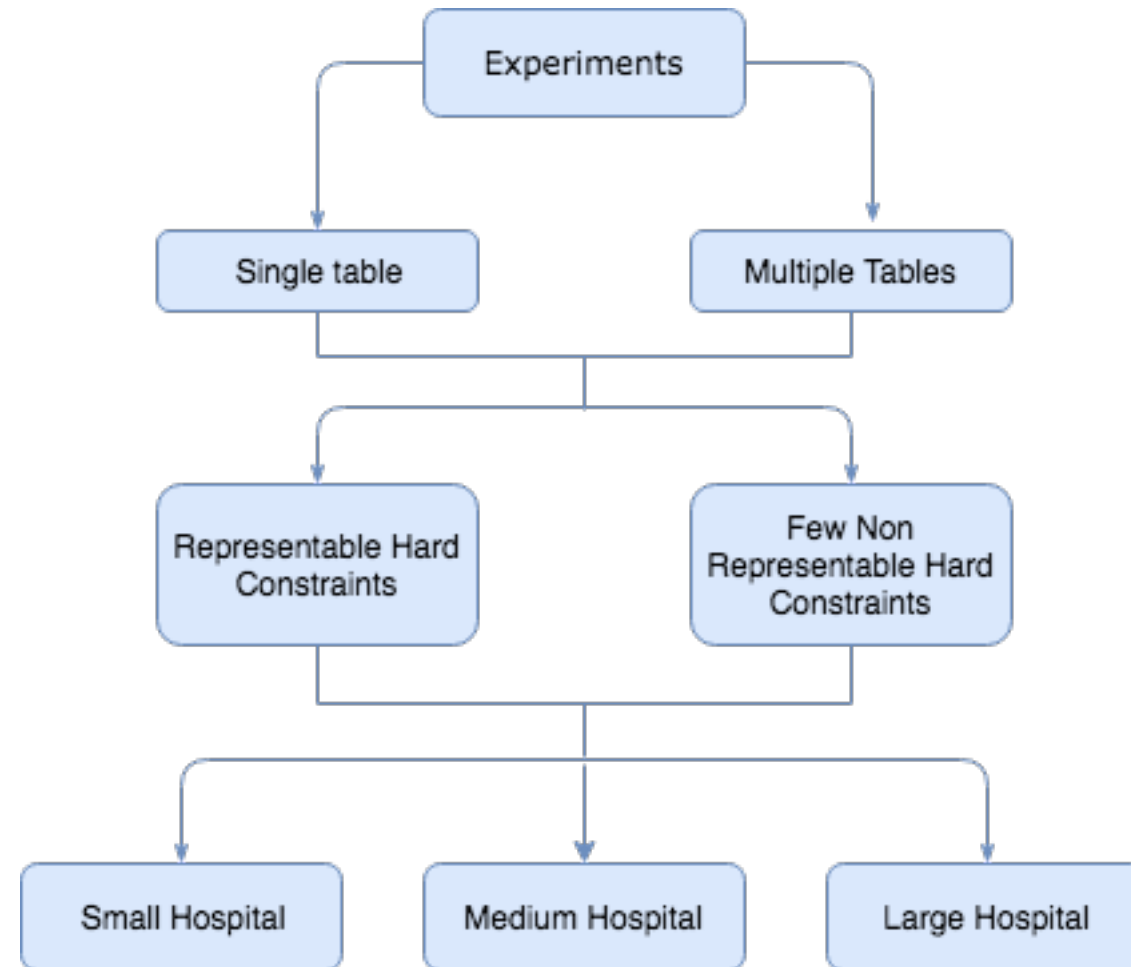 Experiments
Single table
Multiple Tables
Representable Hard
Constraints
Few Non
Representable Hard
Constraints
Small Hospital
Medium Hospital
Large Hospital